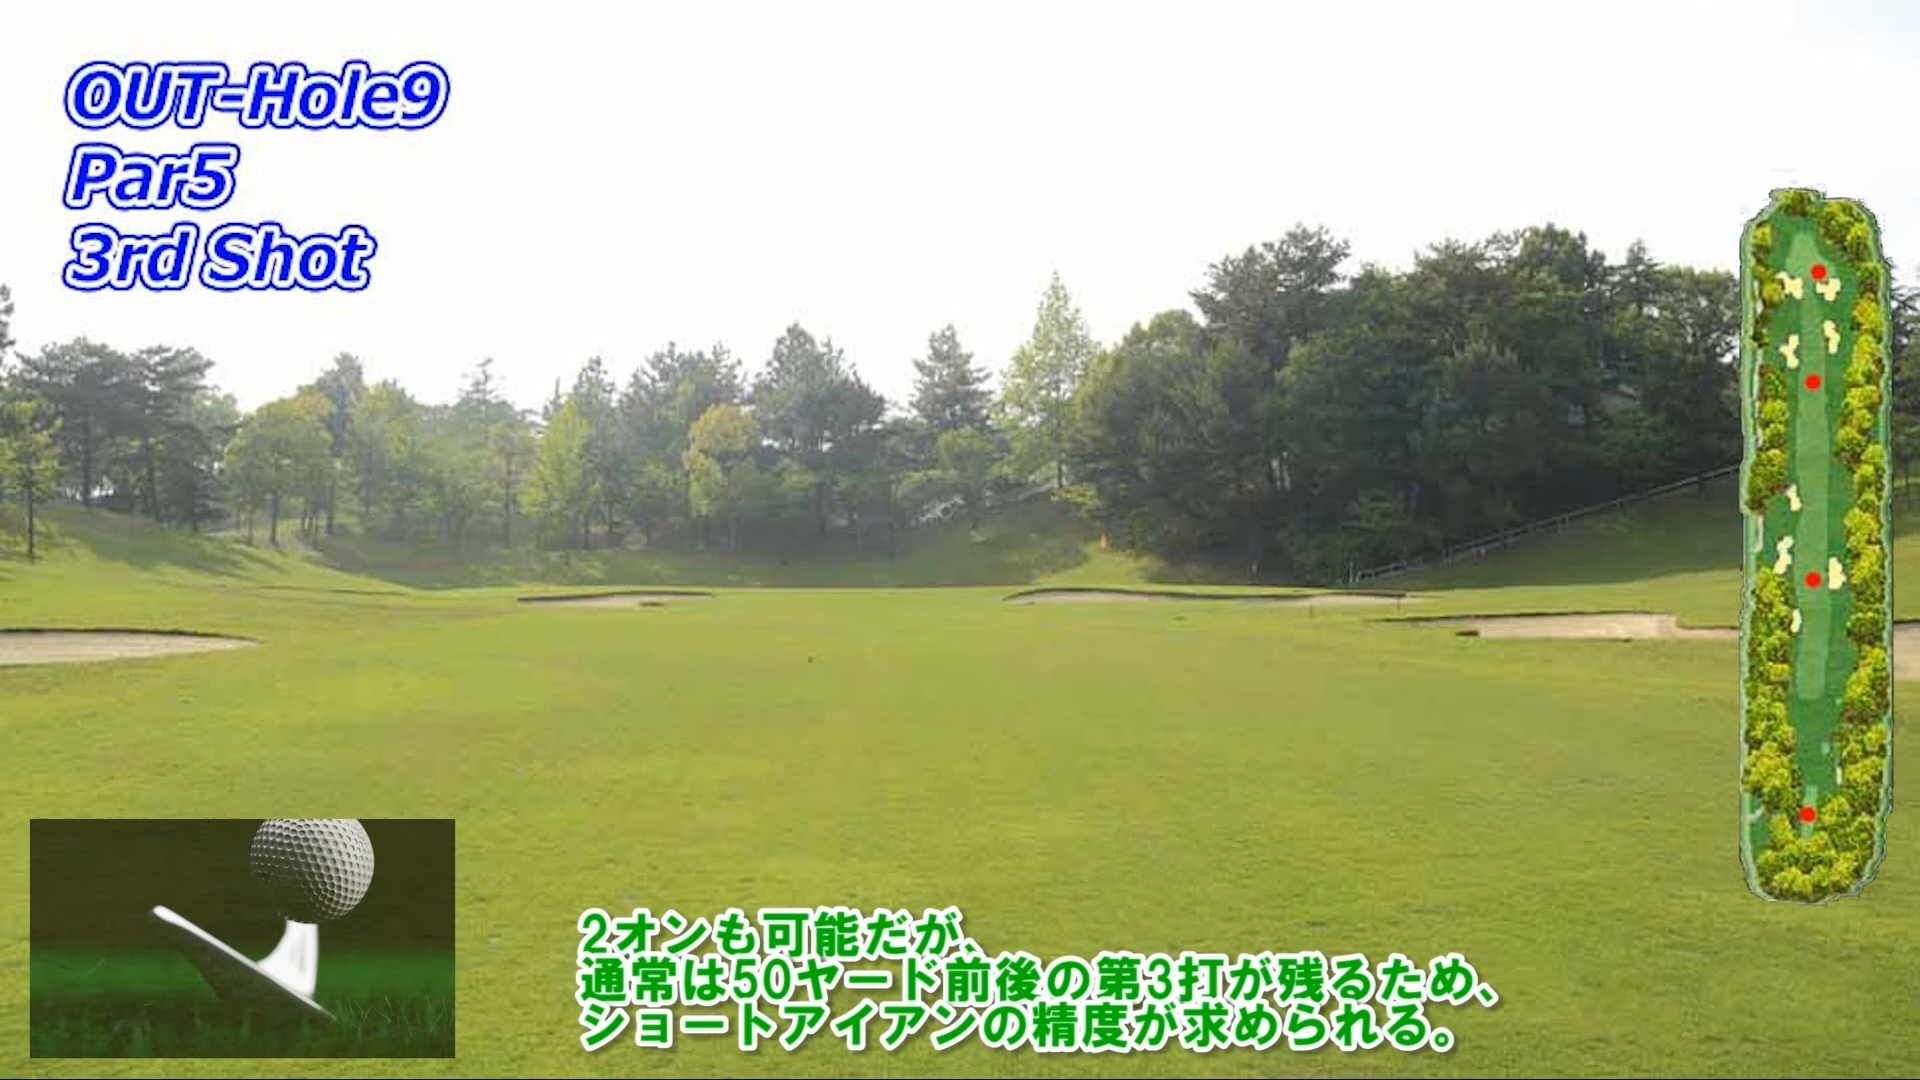 OUT-Hole9
Par5
3rd Shot
2オンも可能だが、
通常は50ヤード前後の第3打が残るため、
ショートアイアンの精度が求められる。